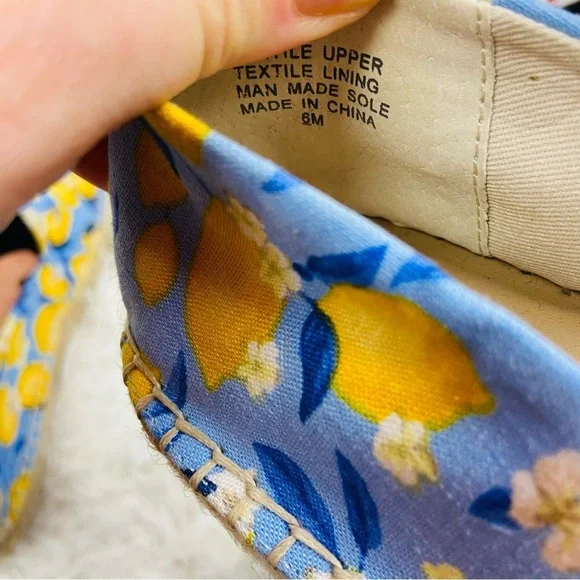 UPPER
TEXTILE LINING
MAN MADE SOLE
MADE IN CHINA
6M